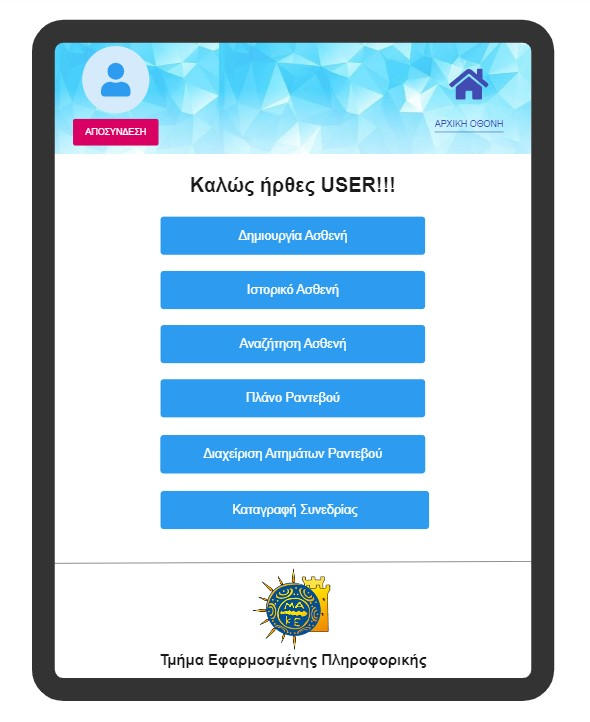 ΑΠΟΣΥΝΔΕΣΗ
ΑΡΧΙΚΗ ΟΘΟΝΗ
Καλώς ήρθες USER!!!
Δημιουργία Ασθενή
Ιστορικό Ασθενή
Αναζήτηση Ασθενή
Πλάνο Ραντεβού
Διαχείριση Αιτημάτων Ραντεβού
Καταγραφή Συνεδρίας
ΜΑ
ΚΕ
Τμήμα Εφαρμοσμένης Πληροφορικής